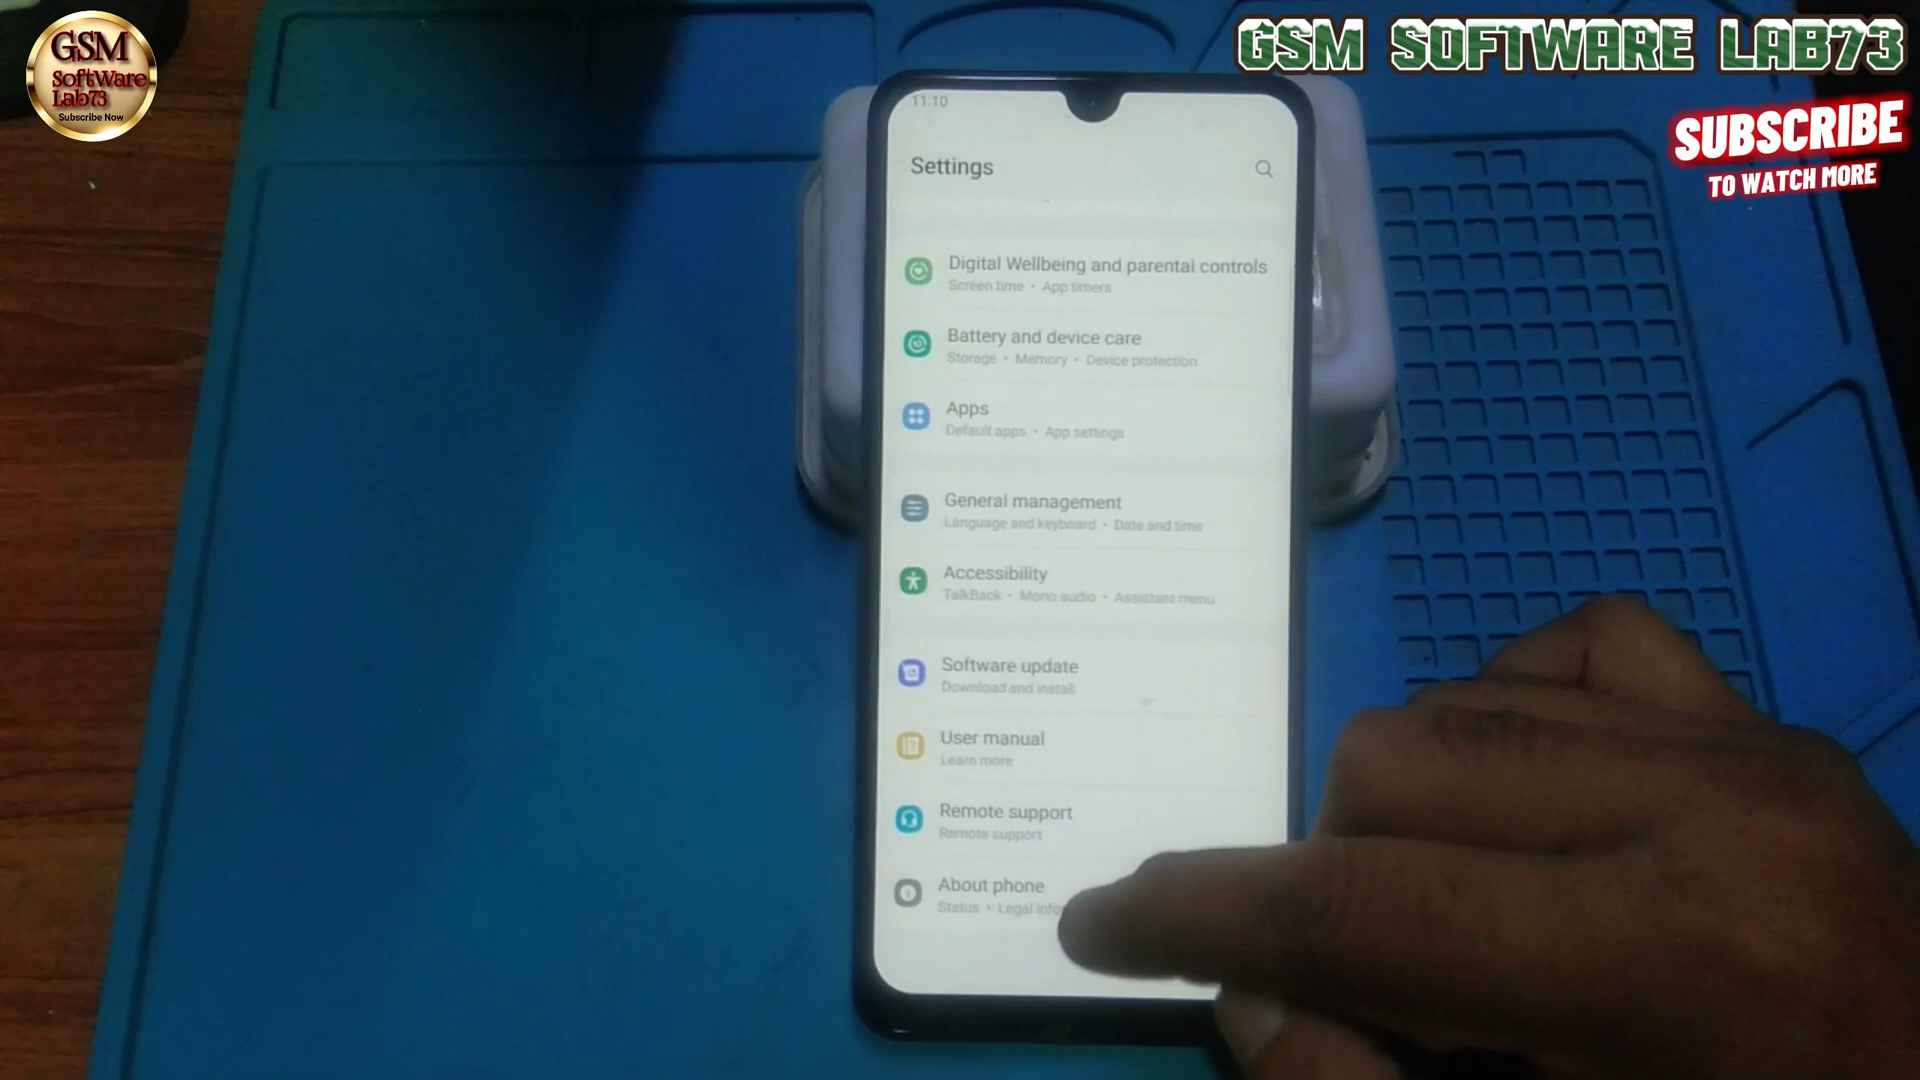 GSM
SoftWare
Lab73
Subscribe Now
GSM SOFTWARE LAB73
SUBSCRIBE
TO WATCH MORE
11:10
Settings
Digital Wellbeing and parental controls
Screen time • App timers
Battery and device care
Storage • Memory • Device protection
Apps
Default apps • App settings
General management
Language and keyboard • Date and time
Accessibility
TalkBack • Mono audio • Assistant menu
Software update
Download and install
User manual
Learn more
Remote support
Remote support
About phone
Status • Legal